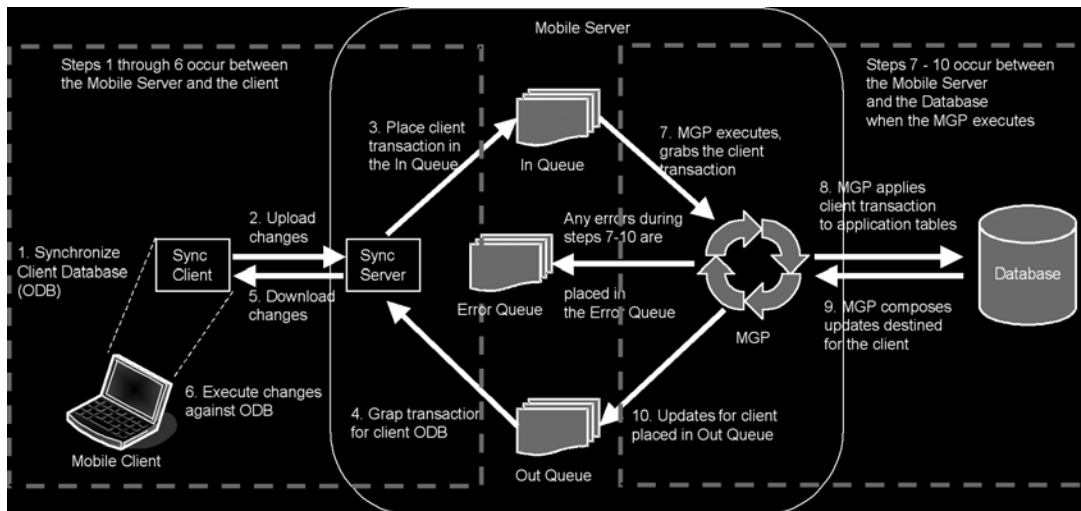 Mobile Server
Steps 1 through 6 occur between
the Mobile Server and the client
Steps 7 - 10 occur between
the Mobile Server
and the Database
when the MGP executes
3. Place client
transaction in
the In Queue
In Queue
7. MGP executes,
grabs the client
transaction
8. MGP applies
client transaction
to application tables
2. Upload
changes
1. Synchronize
Client Database
(ODB)
Sync
Client
Sync
Server
5. Download
changes
Any errors during
steps 7-10 are
placed in
the Error Queue
Error Queue
MGP
Database
9. MGP composes
updates destined
for the client
6. Execute changes
against ODB
Mobile Client
4. Grap transaction
for client ODB
10. Updates for client
placed in Out Queue
Out Queue